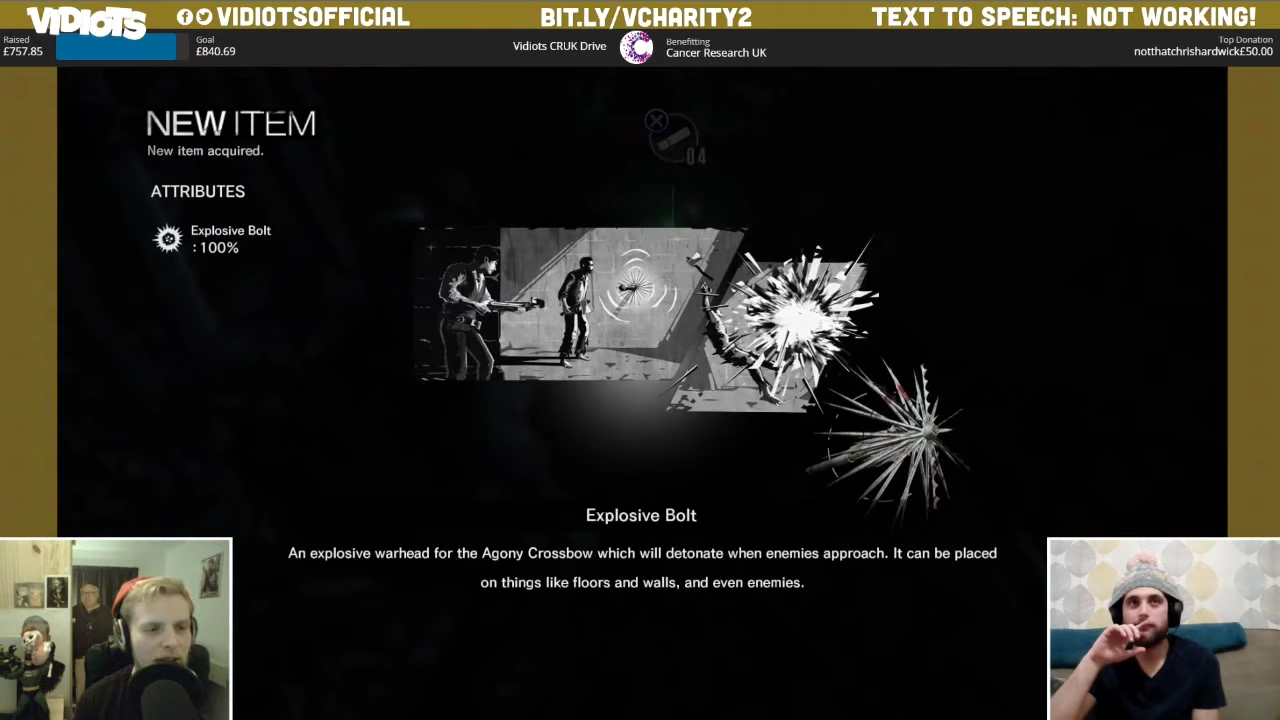 VIDIOTS
VIDIOTSOFFICIAL
BIT.LY/VCHARITY2
TEXT TO SPEECH: NOT WORKING!
Raised
£757.85
Goal
£840.69
Vidiots CRUK Drive
Benefitting
Cancer Research UK
Top Donation
notthatchrishardwick£50.00
NEW ITEM
New item acquired.
04
ATTRIBUTES
Explosive Bolt
: 100%
Explosive Bolt
An explosive warhead for the Agony Crossbow which will detonate when enemies approach. It can be placed
on things like floors and walls, and even enemies.